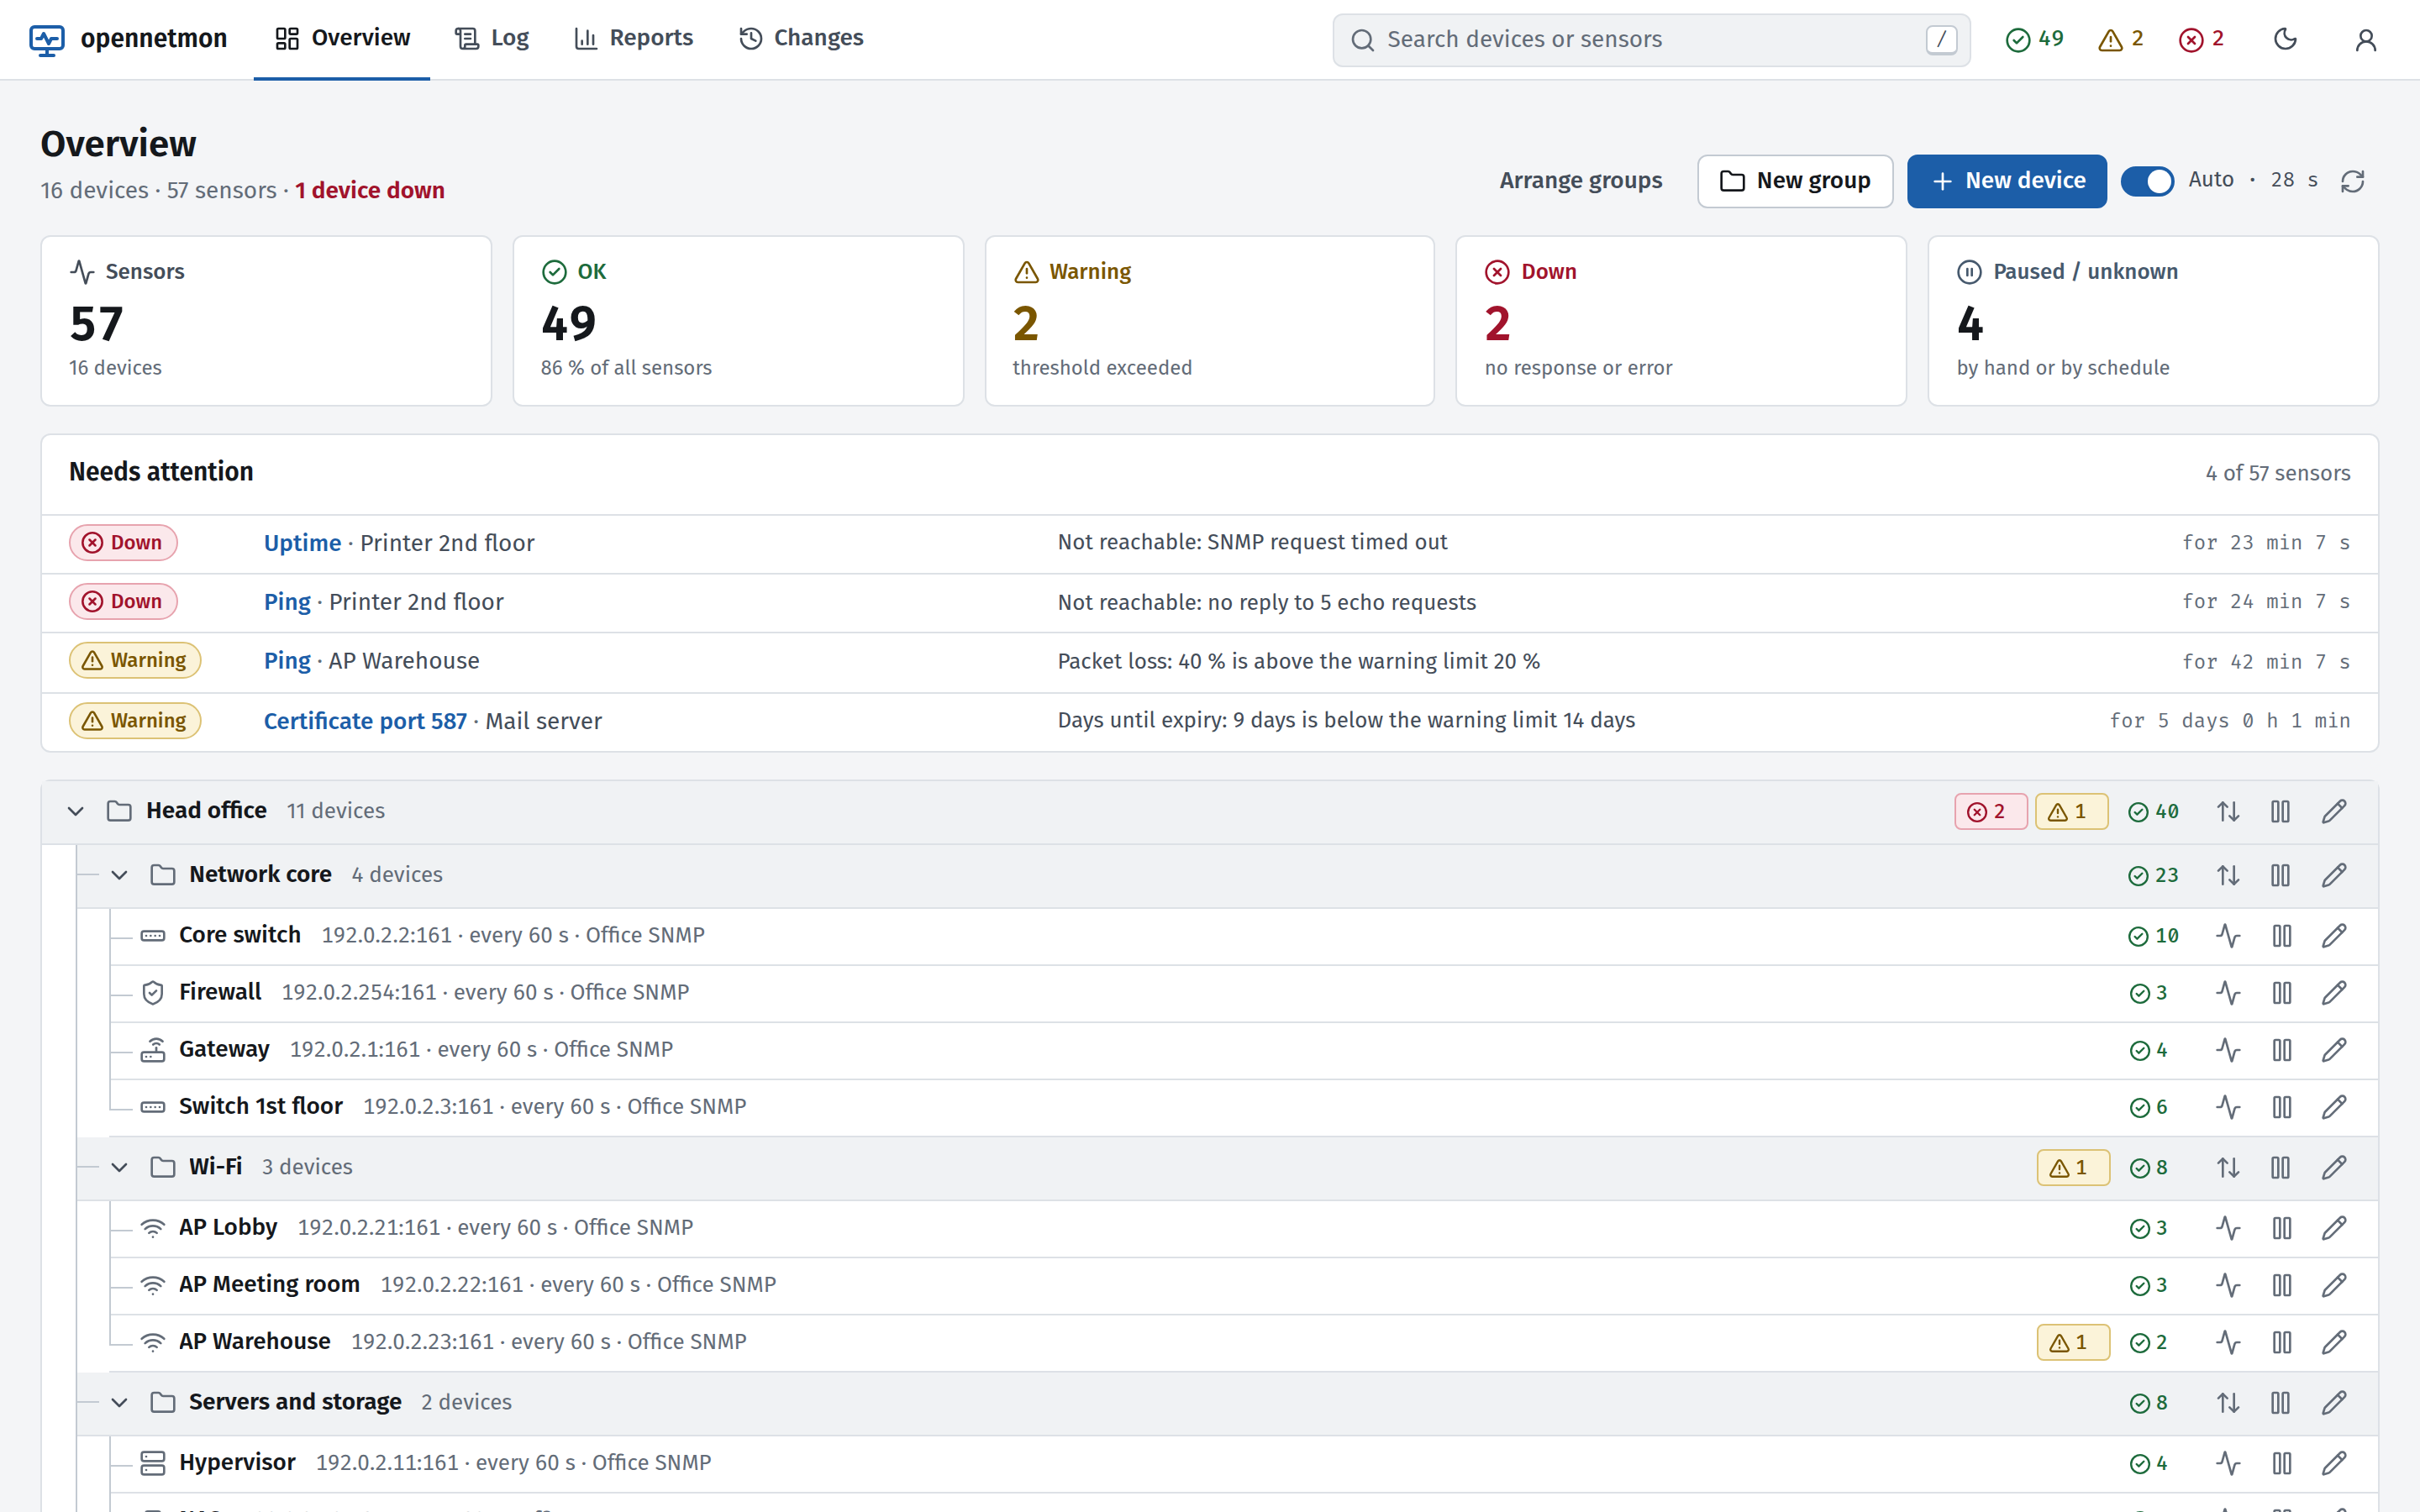 opennetmon Overview Log Reports Changes Search devices or sensors / 49 2 2
Overview
16 devices · 57 sensors · 1 device down
Arrange groups New group New device Auto · 28 s
Sensors
57
16 devices
OK
49
86 % of all sensors
Warning
2
threshold exceeded
Down
2
no response or error
Paused / unknown
4
by hand or by schedule
Needs attention 4 of 57 sensors
Down Uptime · Printer 2nd floor Not reachable: SNMP request timed out for 23 min 7 s
Down Ping · Printer 2nd floor Not reachable: no reply to 5 echo requests for 24 min 7 s
Warning Ping · AP Warehouse Packet loss: 40 % is above the warning limit 20 % for 42 min 7 s
Warning Certificate port 587 · Mail server Days until expiry: 9 days is below the warning limit 14 days for 5 days 0 h 1 min
Head office 11 devices 2 1 40
Network core 4 devices 23
Core switch 192.0.2.2:161 · every 60 s · Office SNMP 10
Firewall 192.0.2.254:161 · every 60 s · Office SNMP 3
Gateway 192.0.2.1:161 · every 60 s · Office SNMP 4
Switch 1st floor 192.0.2.3:161 · every 60 s · Office SNMP 6
Wi-Fi 3 devices 1 8
AP Lobby 192.0.2.21:161 · every 60 s · Office SNMP 3
AP Meeting room 192.0.2.22:161 · every 60 s · Office SNMP 3
AP Warehouse 192.0.2.23:161 · every 60 s · Office SNMP 1 2
Servers and storage 2 devices 8
Hypervisor 192.0.2.11:161 · every 60 s · Office SNMP 4